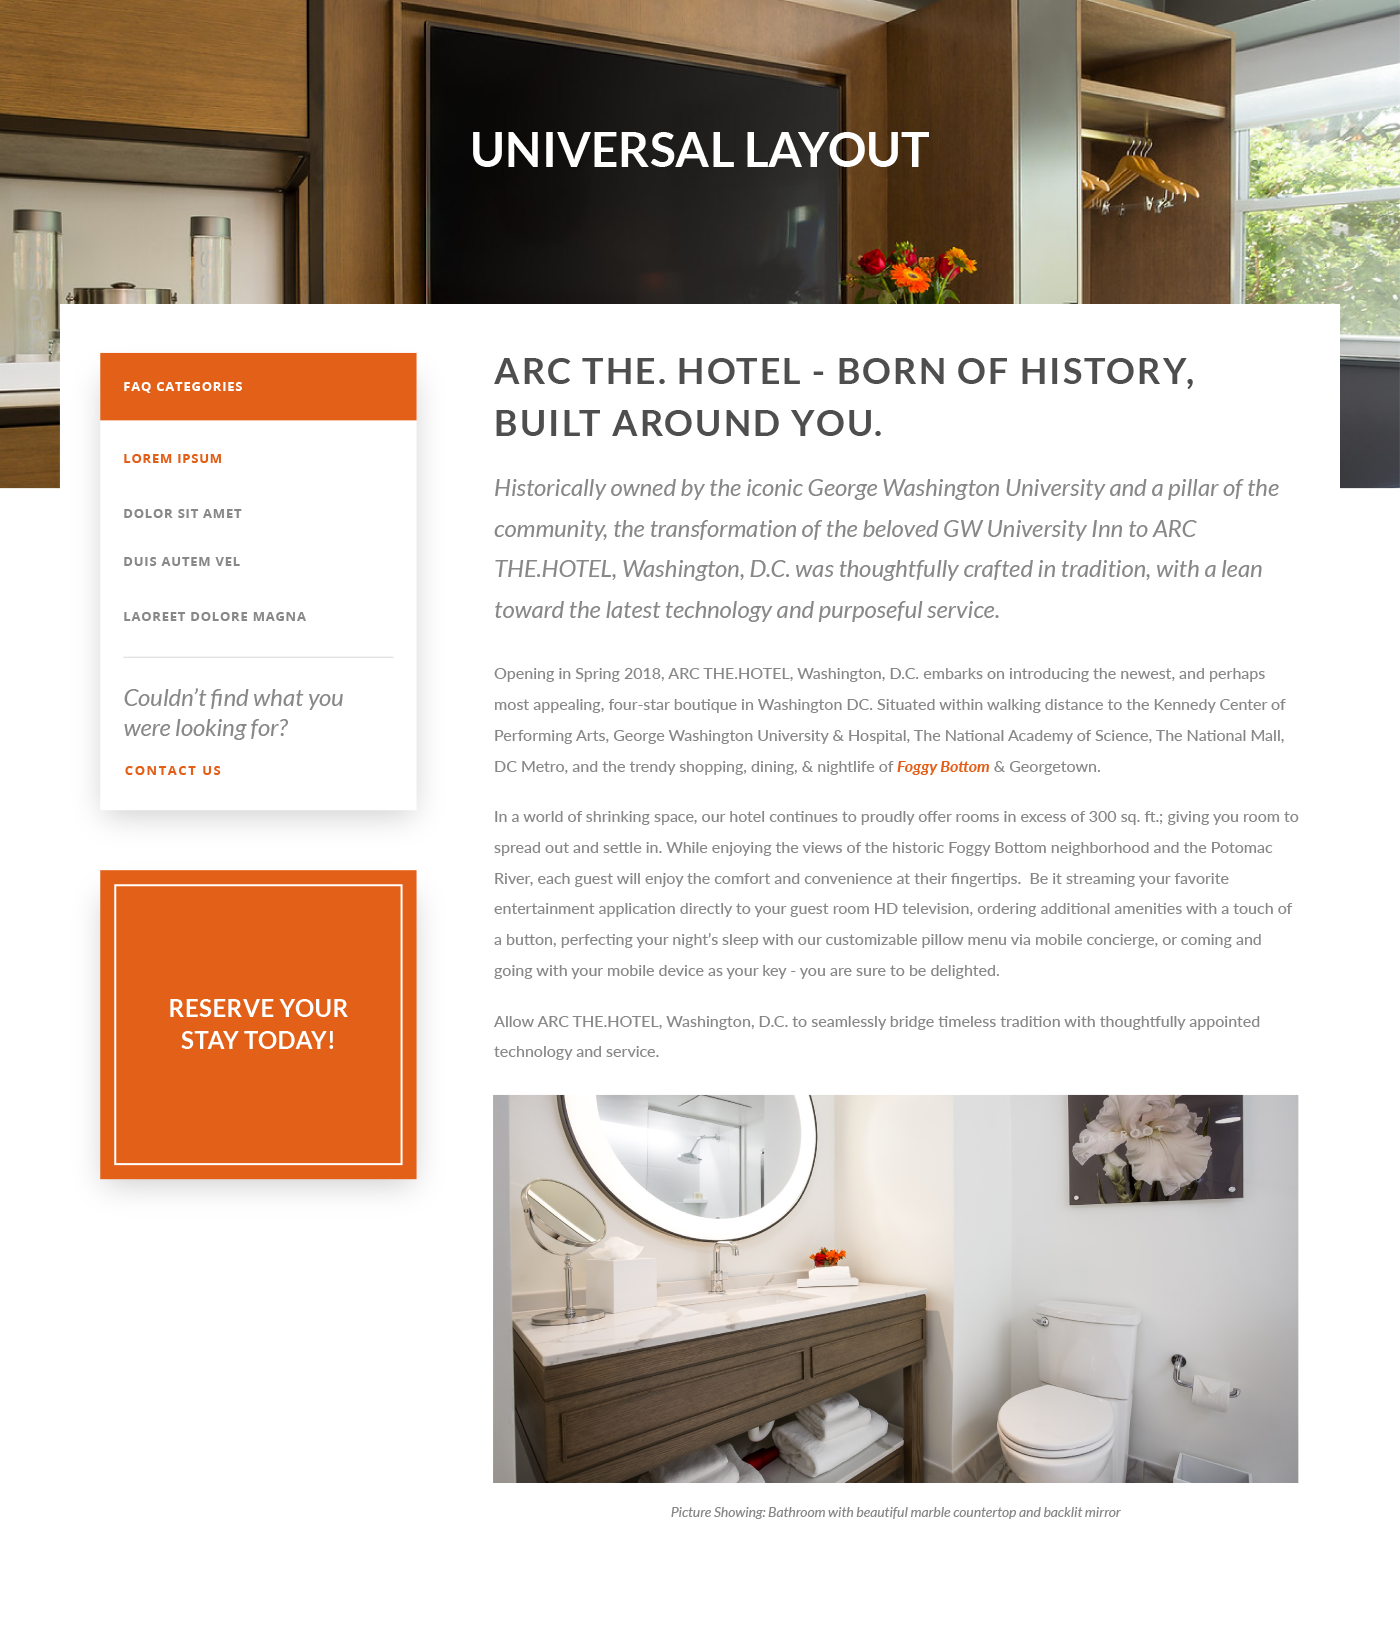 UNIVERSAL LAYOUT
FAQ CATEGORIES
LOREM IPSUM
DOLOR SIT AMET
DUIS AUTEM VEL
LAOREET DOLORE MAGNA
Couldn’t find what you
were looking for?
CONTACT US
RESERVE YOUR
STAY TODAY!
ARC THE. HOTEL - BORN OF HISTORY,
BUILT AROUND YOU.
Historically owned by the iconic George Washington University and a pillar of the
community, the transformation of the beloved GW University Inn to ARC
THE.HOTEL, Washington, D.C. was thoughtfully crafted in tradition, with a lean
toward the latest technology and purposeful service.
Opening in Spring 2018, ARC THE.HOTEL, Washington, D.C. embarks on introducing the newest, and perhaps
most appealing, four-star boutique in Washington DC. Situated within walking distance to the Kennedy Center of
Performing Arts, George Washington University & Hospital, The National Academy of Science, The National Mall,
DC Metro, and the trendy shopping, dining, & nightlife of Foggy Bottom & Georgetown.
In a world of shrinking space, our hotel continues to proudly offer rooms in excess of 300 sq. ft.; giving you room to
spread out and settle in. While enjoying the views of the historic Foggy Bottom neighborhood and the Potomac
River, each guest will enjoy the comfort and convenience at their fingertips.  Be it streaming your favorite
entertainment application directly to your guest room HD television, ordering additional amenities with a touch of
a button, perfecting your night’s sleep with our customizable pillow menu via mobile concierge, or coming and
going with your mobile device as your key - you are sure to be delighted.
Allow ARC THE.HOTEL, Washington, D.C. to seamlessly bridge timeless tradition with thoughtfully appointed
technology and service.
TAKE ROOT
Picture Showing: Bathroom with beautiful marble countertop and backlit mirror